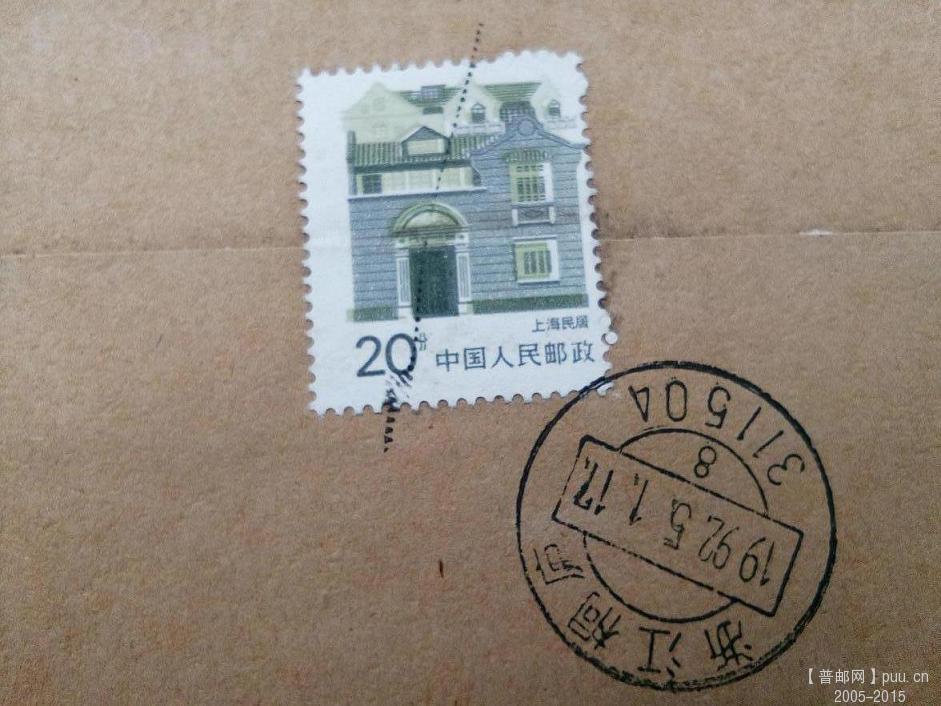 上海民居
20分 中国人民邮政
311504
8
1992.5.1.17.
浙江桐庐
【普邮网】puu.cn
2005-2015